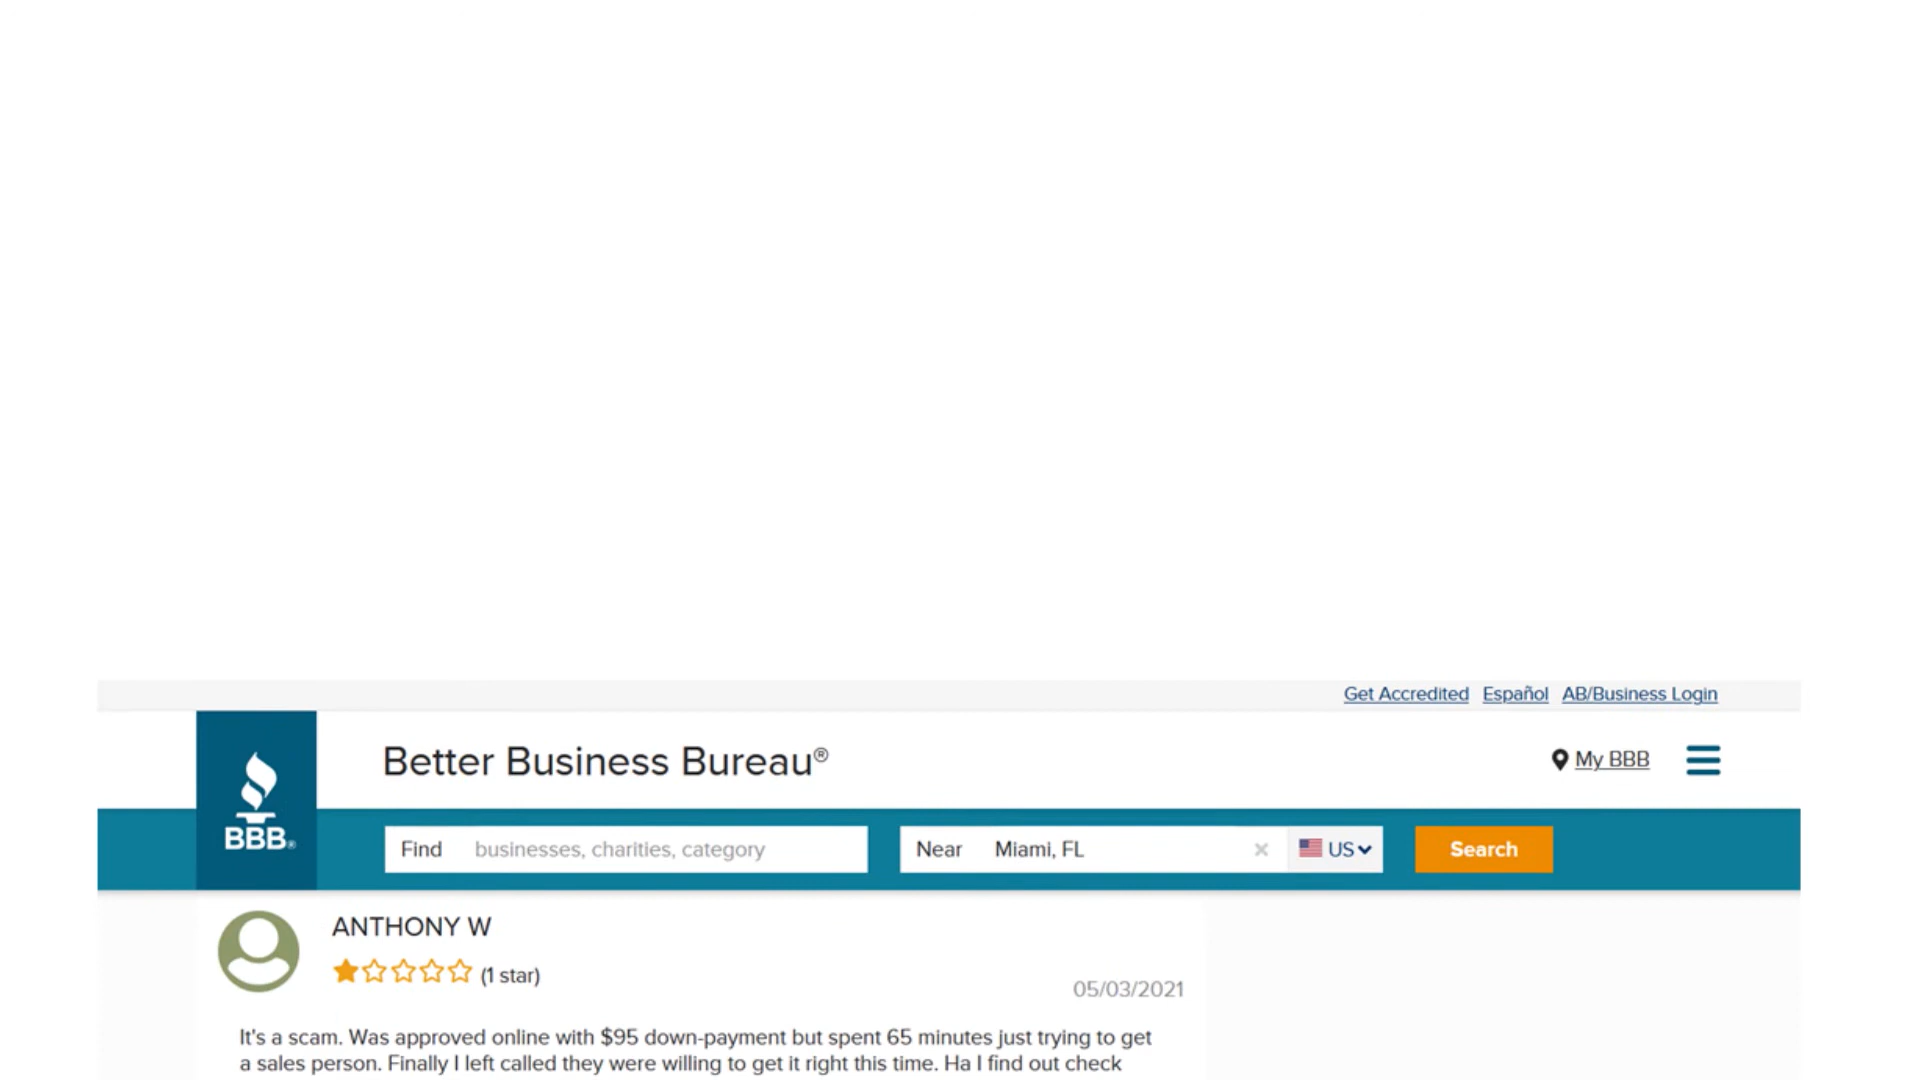 Get Accredited Español AB/Business Login
Better Business Bureau®
My BBB
BBB®
Find businesses, charities, category Near Miami, FL × US Search
ANTHONY W
(1 star)
05/03/2021
It's a scam. Was approved online with $95 down-payment but spent 65 minutes just trying to get
a sales person. Finally I left called they were willing to get it right this time. Ha I find out check